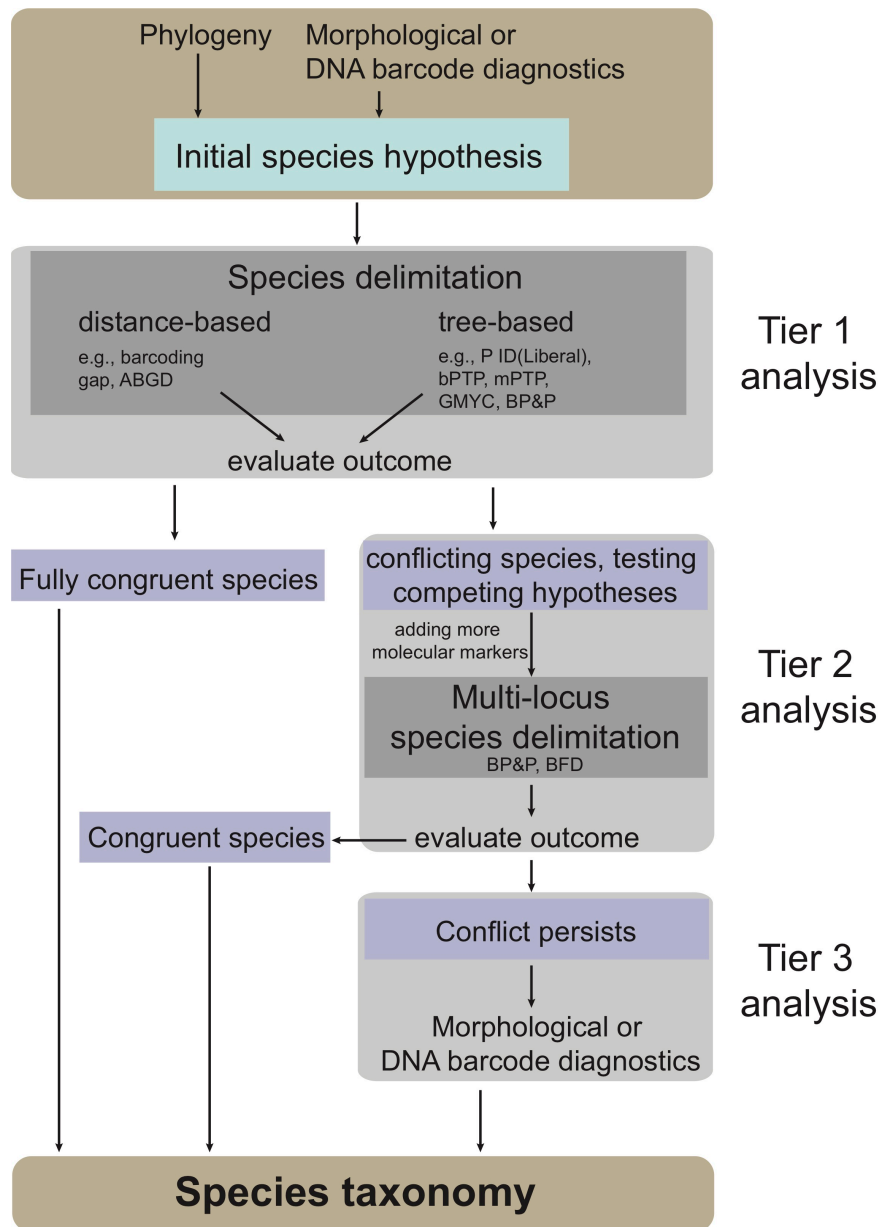 Phylogeny
Morphological or
DNA barcode diagnostics
Initial species hypothesis
Species delimitation
distance-based
e.g., barcoding
gap, ABGD
tree-based
e.g., P ID(Liberal),
bPTP, mPTP,
GMYC, BP&P
evaluate outcome
Tier 1
analysis
Fully congruent species
conflicting species, testing
competing hypotheses
adding more
molecular markers
Multi-locus
species delimitation
BP&P, BFD
evaluate outcome
Tier 2
analysis
Congruent species
Conflict persists
Morphological or
DNA barcode diagnostics
Tier 3
analysis
Species taxonomy